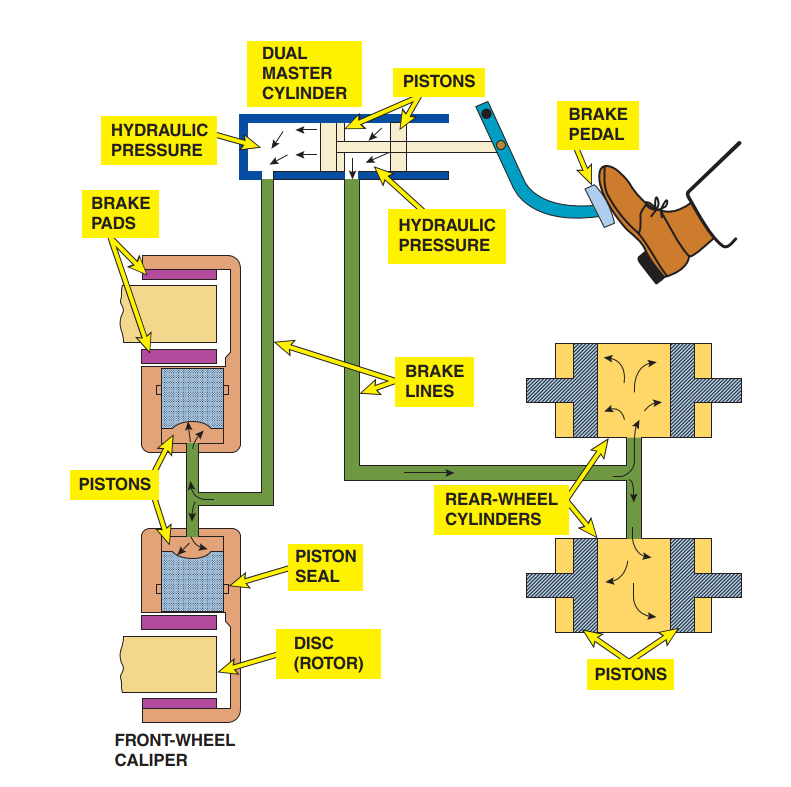 DUAL
MASTER
CYLINDER
PISTONS
BRAKE
PEDAL
HYDRAULIC
PRESSURE
BRAKE
PADS
HYDRAULIC
PRESSURE
BRAKE
LINES
PISTONS
REAR-WHEEL
CYLINDERS
PISTON
SEAL
DISC
(ROTOR)
PISTONS
FRONT-WHEEL
CALIPER